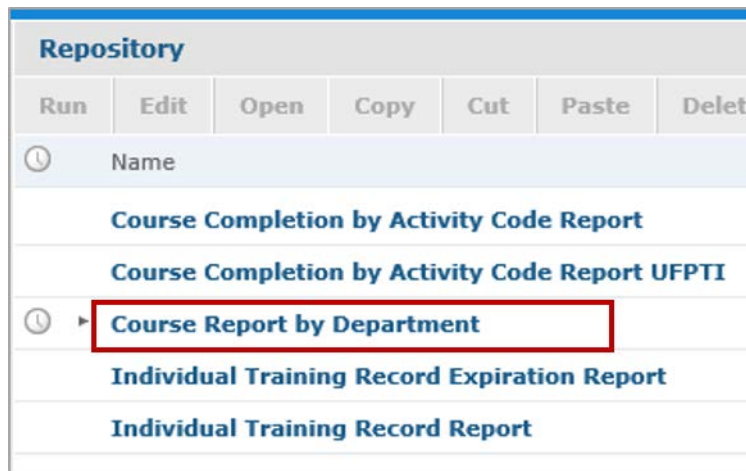 Repository
Run Edit Open Copy Cut Paste Delet
Name
Course Completion by Activity Code Report
Course Completion by Activity Code Report UFPTI
Course Report by Department
Individual Training Record Expiration Report
Individual Training Record Report